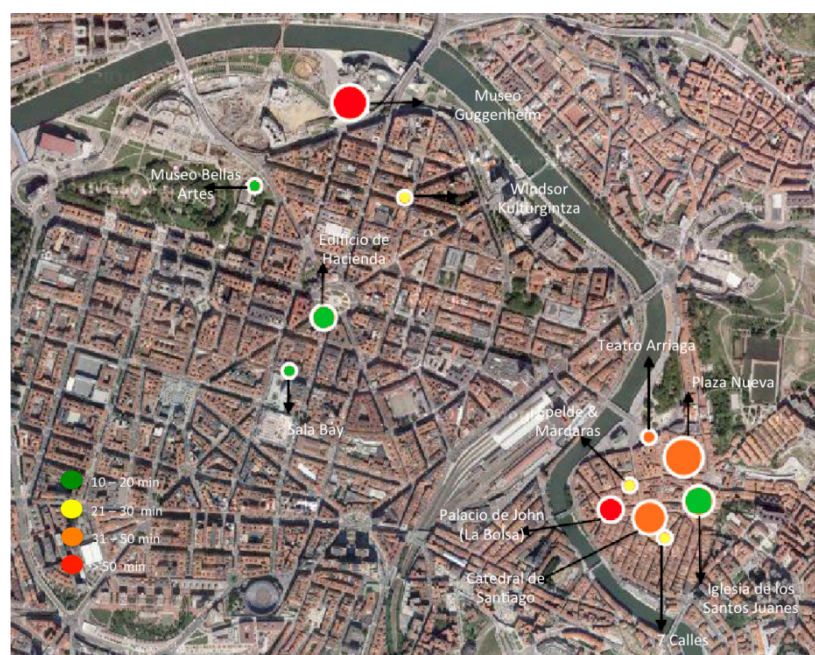 Museo
Guggenheim
Museo Bellas
Artes
Windsor
Kulturgintza
Edificio de
Hacienda
Teatro Arriaga
Plaza Nueva
Epelde &
Mardaras
Sala Bay
10 – 20 min
21 – 30 min
31 – 50 min
> 50 min
Palacio de John
(La Bolsa)
Catedral de
Santiago
Iglesia de los
Santos Juanes
7 Calles